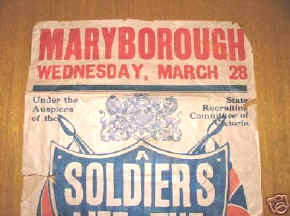 MARYBOROUGH
WEDNESDAY, MARCH 28
Under the
Auspices
of the
State
Recruiting
Committee of
Victoria
A
SOLDIERS